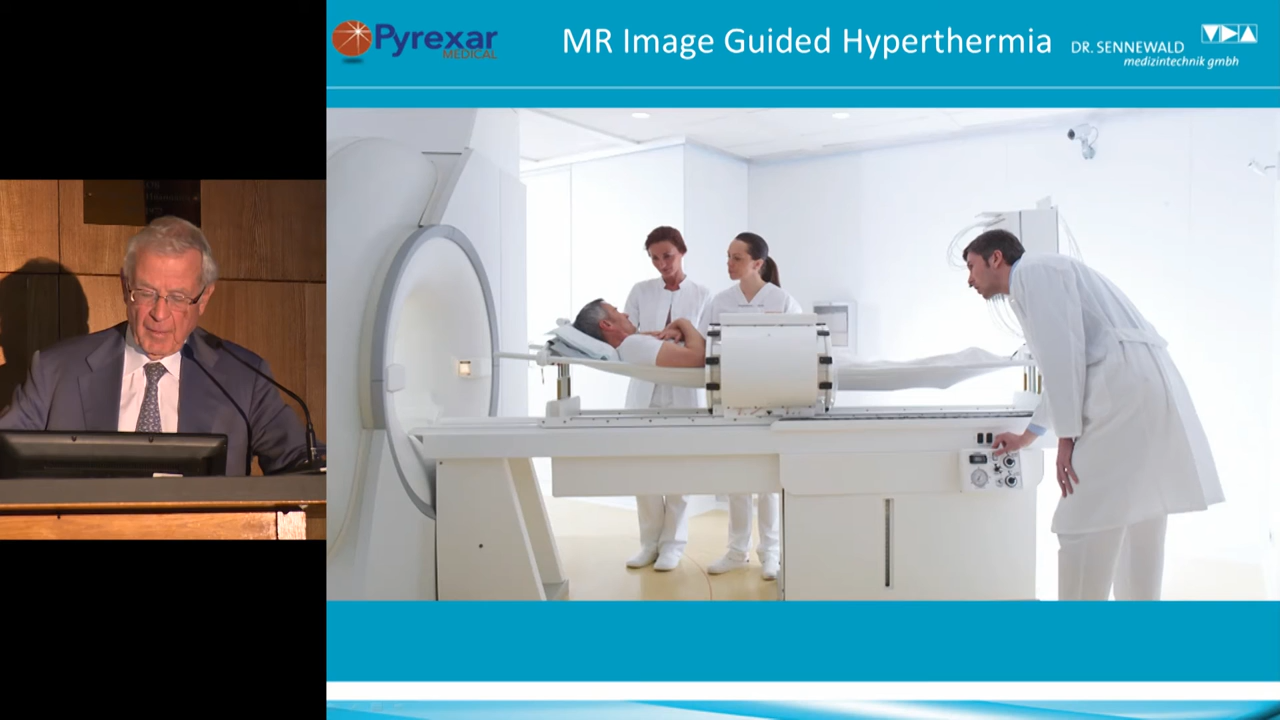 Pyrexar
MEDICAL
MR Image Guided Hyperthermia
DR. SENNEWALD
medizintechnik gmbh